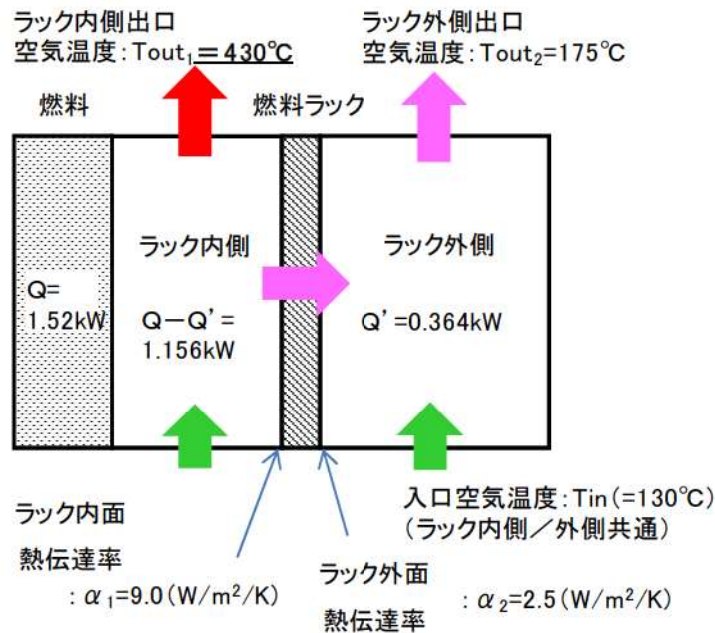 ラック内側出口
空気温度:Tout₁=430℃
ラック外側出口
空気温度:Tout₂=175℃
燃料
燃料ラック
ラック内側
ラック外側
Q=
1.52kW
Q-Q'=
1.156kW
Q'=0.364kW
ラック内面
熱伝達率
:α₁=9.0(W/m²/K)
ラック外面
熱伝達率
:α₂=2.5(W/m²/K)
入口空気温度:Tin(=130℃)
(ラック内側/外側共通)